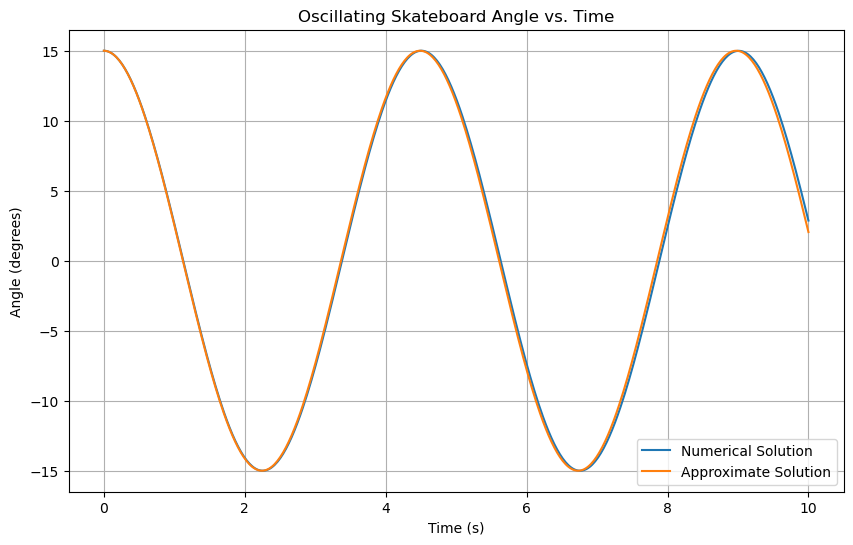 Oscillating Skateboard Angle vs. Time
Angle (degrees)
15
10
5
0
−5
−10
−15
0 2 4 6 8 10
Time (s)
Numerical Solution
Approximate Solution